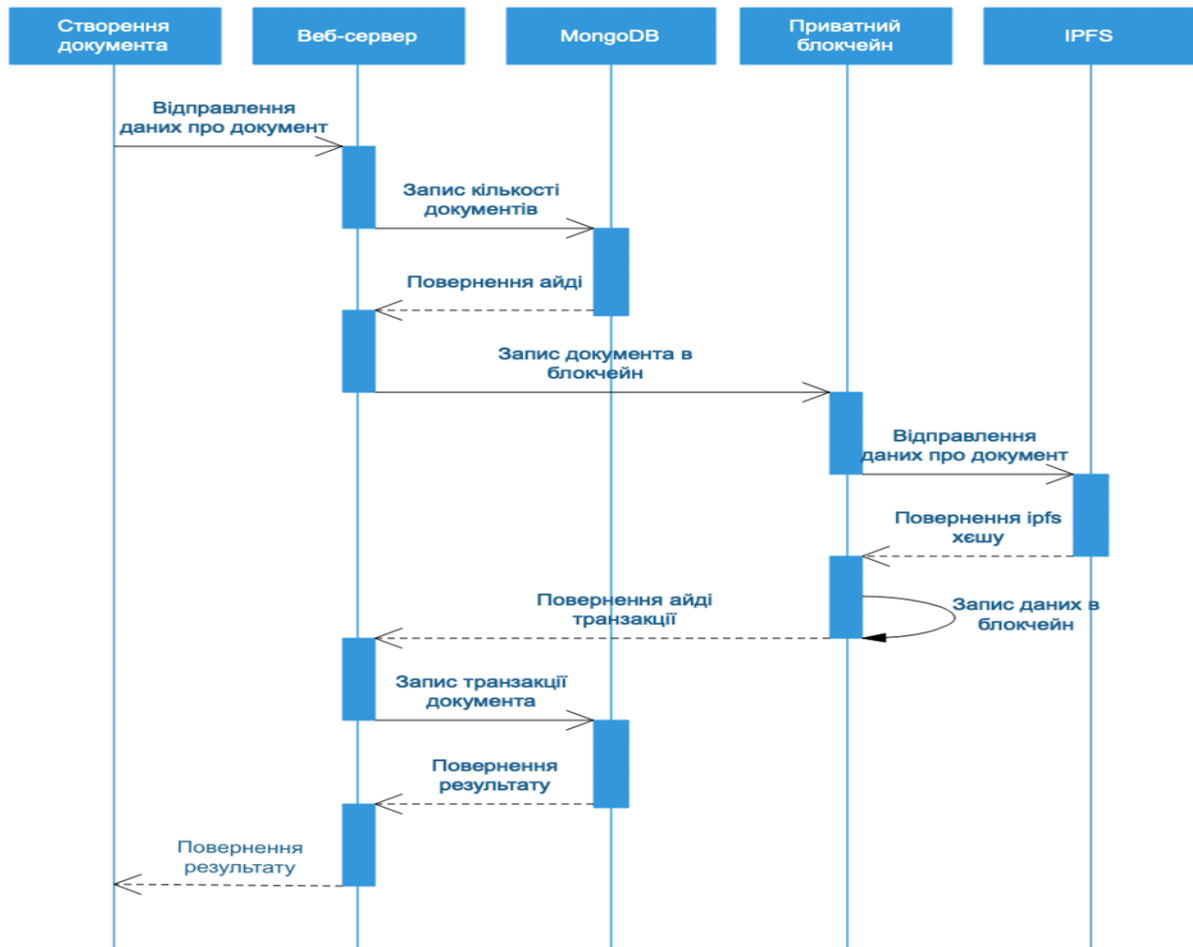 Створення
документа
Веб-сервер
MongoDB
Приватний
блокчейн
IPFS
Відправлення
даних про документ
Запис кількості
документів
Повернення айді
Запис документа в
блокчейн
Відправлення
даних про документ
Повернення ipfs
хєшу
Запис даних в
блокчейн
Повернення айді
транзакції
Запис транзакції
документа
Повернення
результату
Повернення
результату